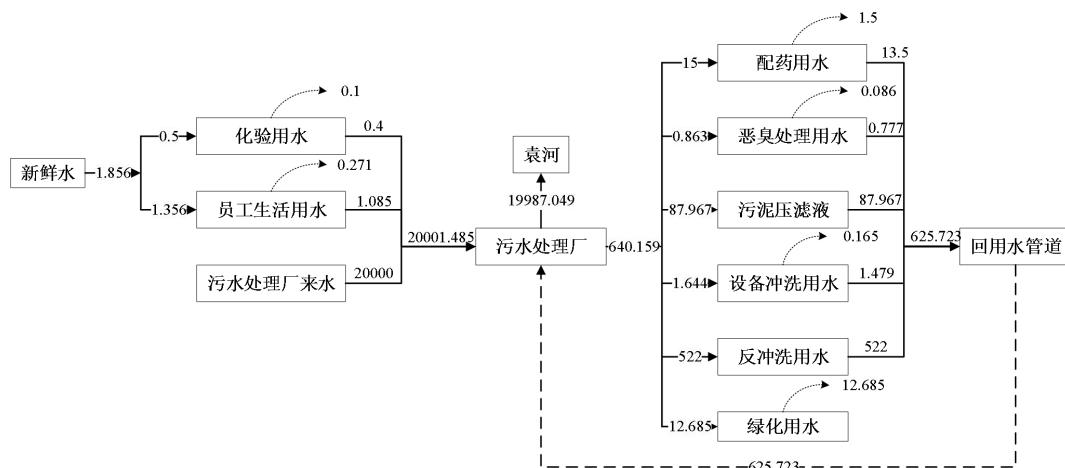 1.5
15
配药用水
13.5
0.1
0.086
0.5
化验用水
0.4
0.863
恶臭处理用水
0.777
新鲜水
1.856
0.271
袁河
1.356
员工生活用水
1.085
19987.049
87.967
污泥压滤液
87.967
20001.485
污水处理厂
640.159
0.165
625.723
回用水管道
污水处理厂来水
20000
1.644
设备冲洗用水
1.479
522
反冲洗用水
522
12.685
12.685
绿化用水
625.723